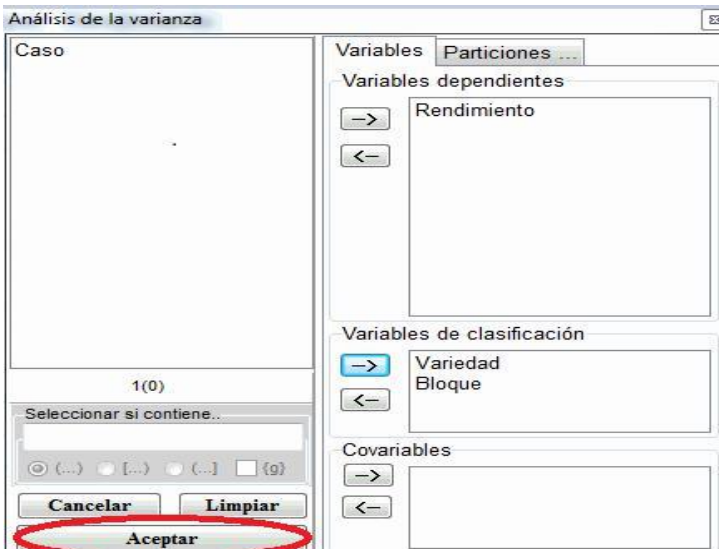 Análisis de la varianza
Caso
1(0)
Seleccionar si contiene..
(...) [...) (...] {g}
Cancelar Limpiar
Aceptar
Variables Particiones ...
Variables dependientes
-->
<--
Rendimiento
Variables de clasificación
-->
<--
Variedad
Bloque
Covariables
-->
<--